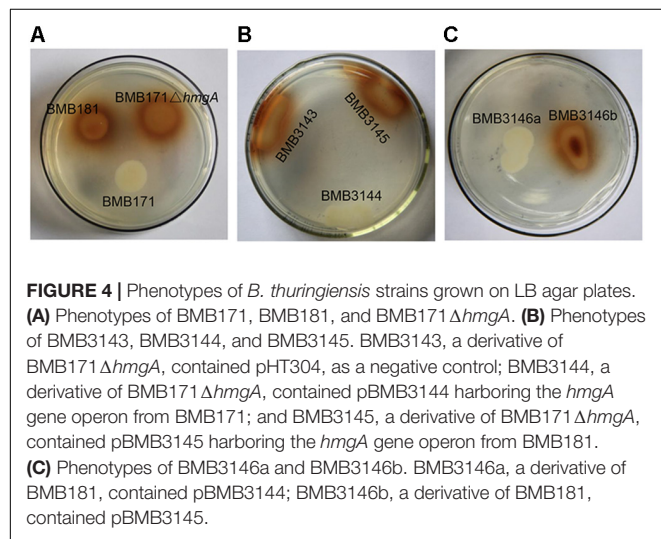 A
B
C
BMB181
BMB171△hmgA
BMB171
BMB3143
BMB3145
BMB3144
BMB3146a
BMB3146b
FIGURE 4 | Phenotypes of B. thuringiensis strains grown on LB agar plates.
(A) Phenotypes of BMB171, BMB181, and BMB171ΔhmgA. (B) Phenotypes
of BMB3143, BMB3144, and BMB3145. BMB3143, a derivative of
BMB171ΔhmgA, contained pHT304, as a negative control; BMB3144, a
derivative of BMB171ΔhmgA, contained pBMB3144 harboring the hmgA
gene operon from BMB171; and BMB3145, a derivative of BMB171ΔhmgA,
contained pBMB3145 harboring the hmgA gene operon from BMB181.
(C) Phenotypes of BMB3146a and BMB3146b. BMB3146a, a derivative of
BMB181, contained pBMB3144; BMB3146b, a derivative of BMB181,
contained pBMB3145.